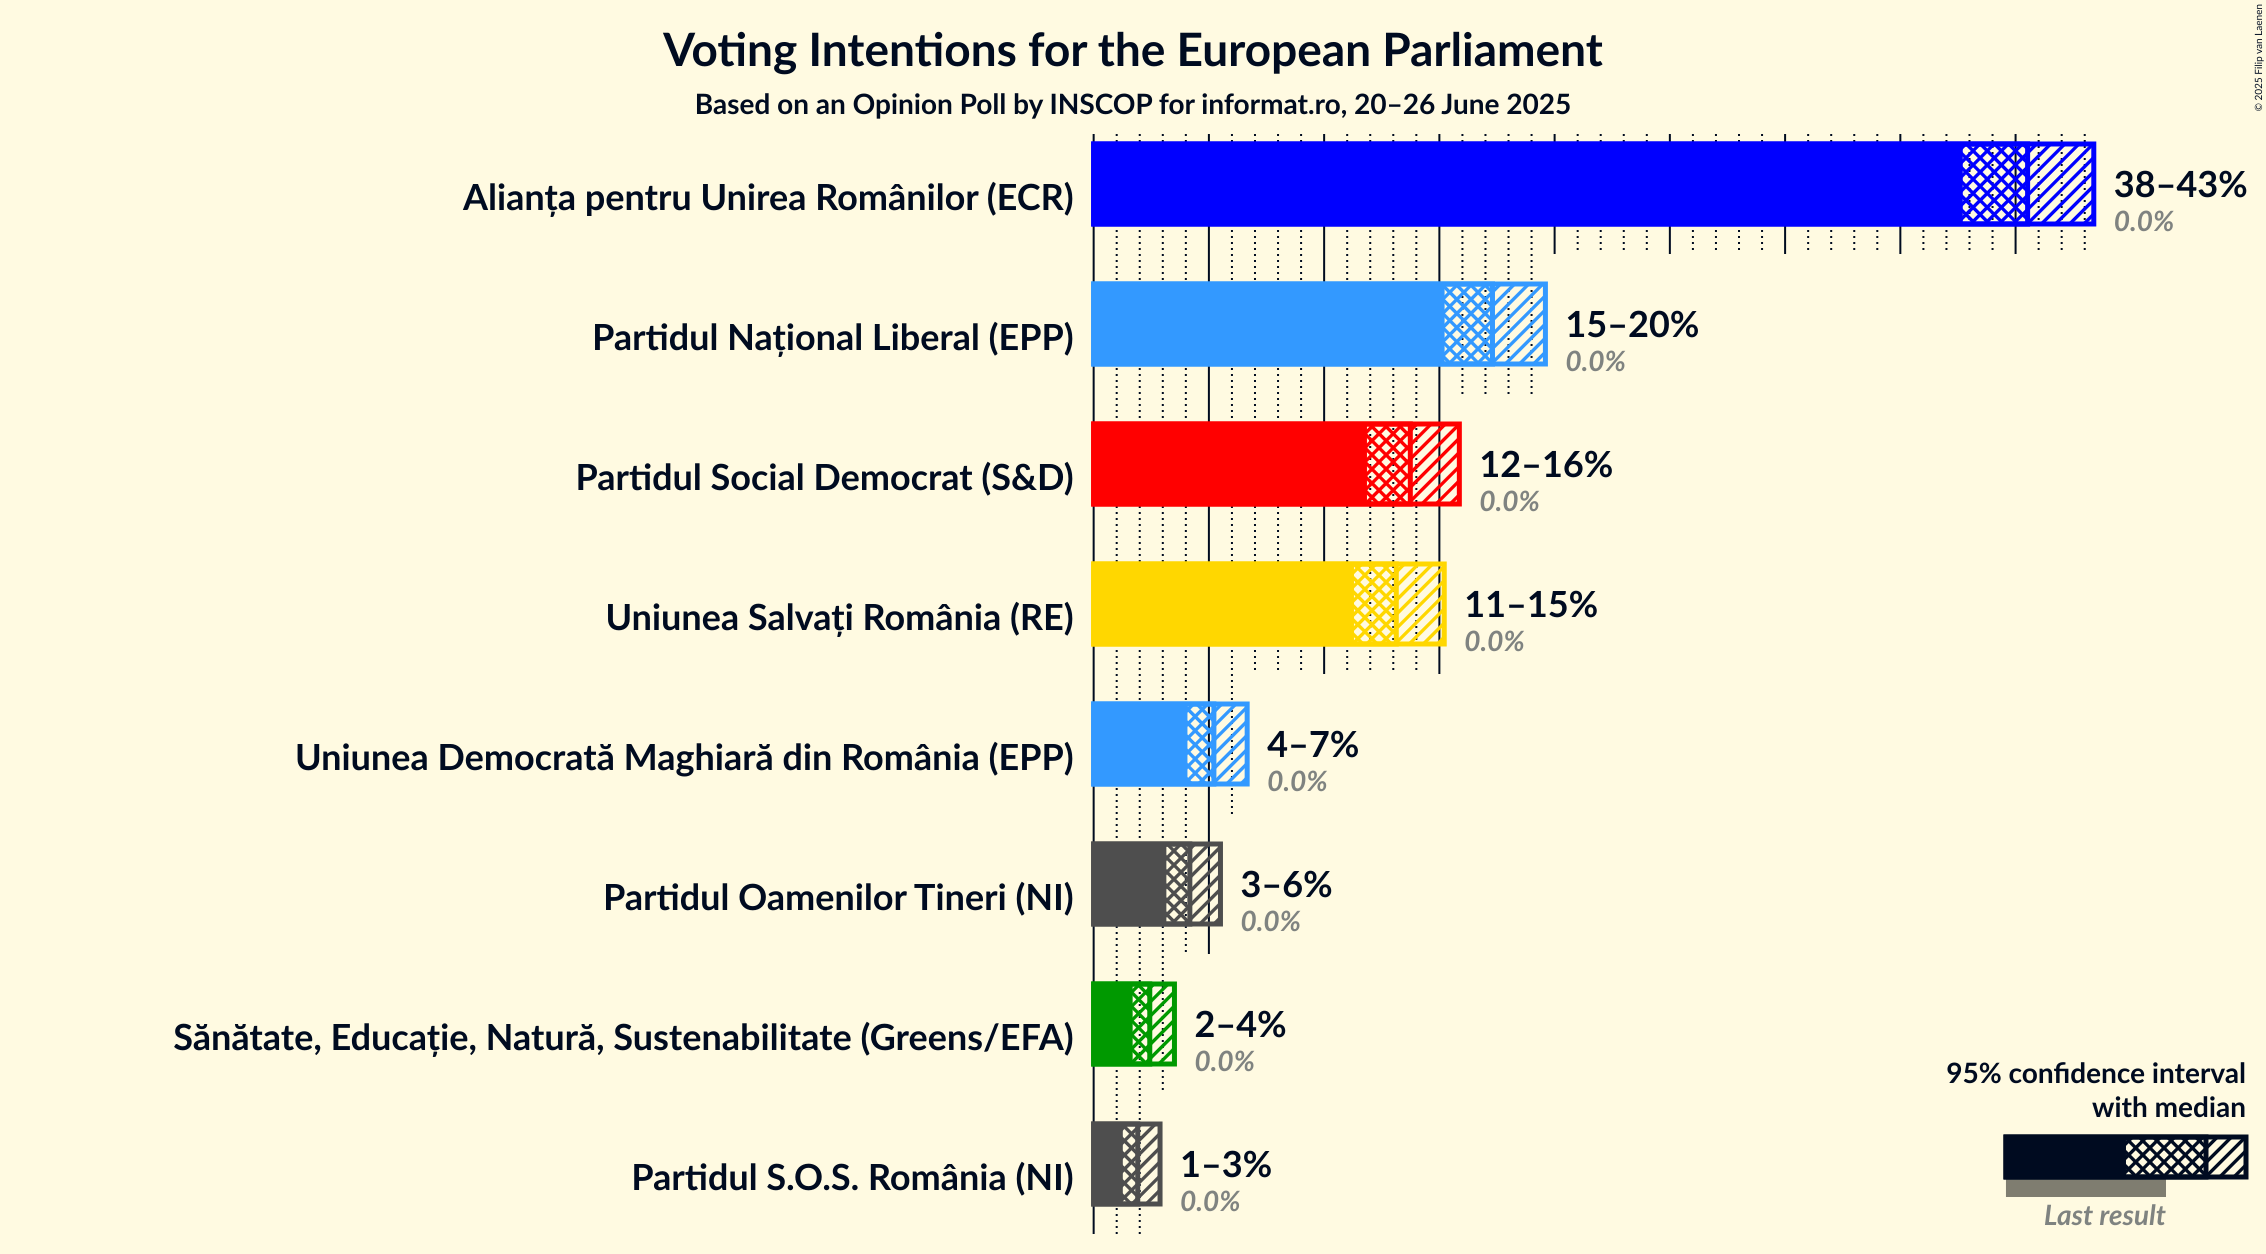 Voting Intentions for the European Parliament
Based on an Opinion Poll by INSCOP for informat.ro, 20–26 June 2025
© 2025 Filip van Laenen
Alianța pentru Unirea Românilor (ECR)
38–43%
0.0%
Partidul Național Liberal (EPP)
15–20%
0.0%
Partidul Social Democrat (S&D)
12–16%
0.0%
Uniunea Salvați România (RE)
11–15%
0.0%
Uniunea Democrată Maghiară din România (EPP)
4–7%
0.0%
Partidul Oamenilor Tineri (NI)
3–6%
0.0%
Sănătate, Educație, Natură, Sustenabilitate (Greens/EFA)
2–4%
0.0%
Partidul S.O.S. România (NI)
1–3%
0.0%
95% confidence interval
with median
Last result